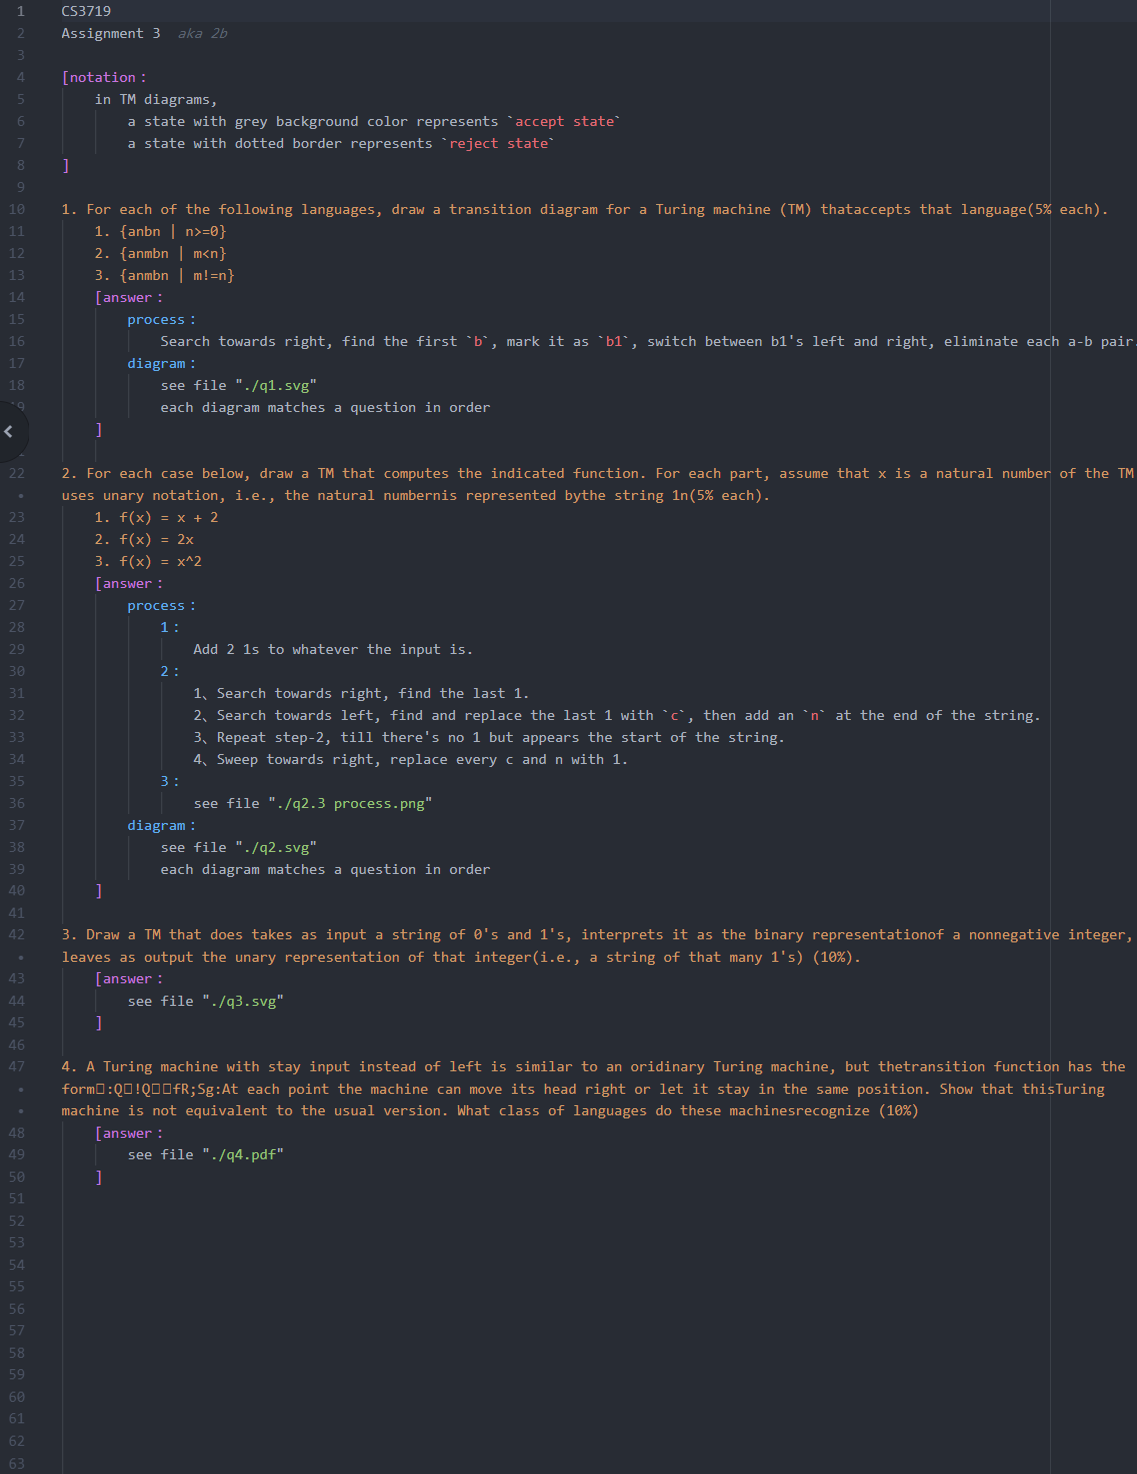 1 CS3719
2 Assignment 3  aka 2b
3
4 [notation:
5 in TM diagrams,
6 a state with grey background color represents `accept state`
7 a state with dotted border represents `reject state`
8 ]
9
10 1. For each of the following languages, draw a transition diagram for a Turing machine (TM) thataccepts that language(5% each).
11 1. {anbn | n>=0}
12 2. {anmbn | m<n}
13 3. {anmbn | m!=n}
14 [answer:
15 process:
16 Search towards right, find the first `b`, mark it as `b1`, switch between b1's left and right, eliminate each a-b pair.
17 diagram:
18 see file "./q1.svg"
19 each diagram matches a question in order
]
22 2. For each case below, draw a TM that computes the indicated function. For each part, assume that x is a natural number of the TM
• uses unary notation, i.e., the natural numbernis represented bythe string 1n(5% each).
23 1. f(x) = x + 2
24 2. f(x) = 2x
25 3. f(x) = x^2
26 [answer:
27 process:
28 1:
29 Add 2 1s to whatever the input is.
30 2:
31 1、Search towards right, find the last 1.
32 2、Search towards left, find and replace the last 1 with `c`, then add an `n` at the end of the string.
33 3、Repeat step-2, till there's no 1 but appears the start of the string.
34 4、Sweep towards right, replace every c and n with 1.
35 3:
36 see file "./q2.3 process.png"
37 diagram:
38 see file "./q2.svg"
39 each diagram matches a question in order
40 ]
41
42 3. Draw a TM that does takes as input a string of 0's and 1's, interprets it as the binary representationof a nonnegative integer,
• leaves as output the unary representation of that integer(i.e., a string of that many 1's) (10%).
43 [answer:
44 see file "./q3.svg"
45 ]
46
47 4. A Turing machine with stay input instead of left is similar to an oridinary Turing machine, but thetransition function has the
• form□:Q□!Q□□fR;Sg:At each point the machine can move its head right or let it stay in the same position. Show that thisTuring
• machine is not equivalent to the usual version. What class of languages do these machinesrecognize (10%)
48 [answer:
49 see file "./q4.pdf"
50 ]
51
52
53
54
55
56
57
58
59
60
61
62
63